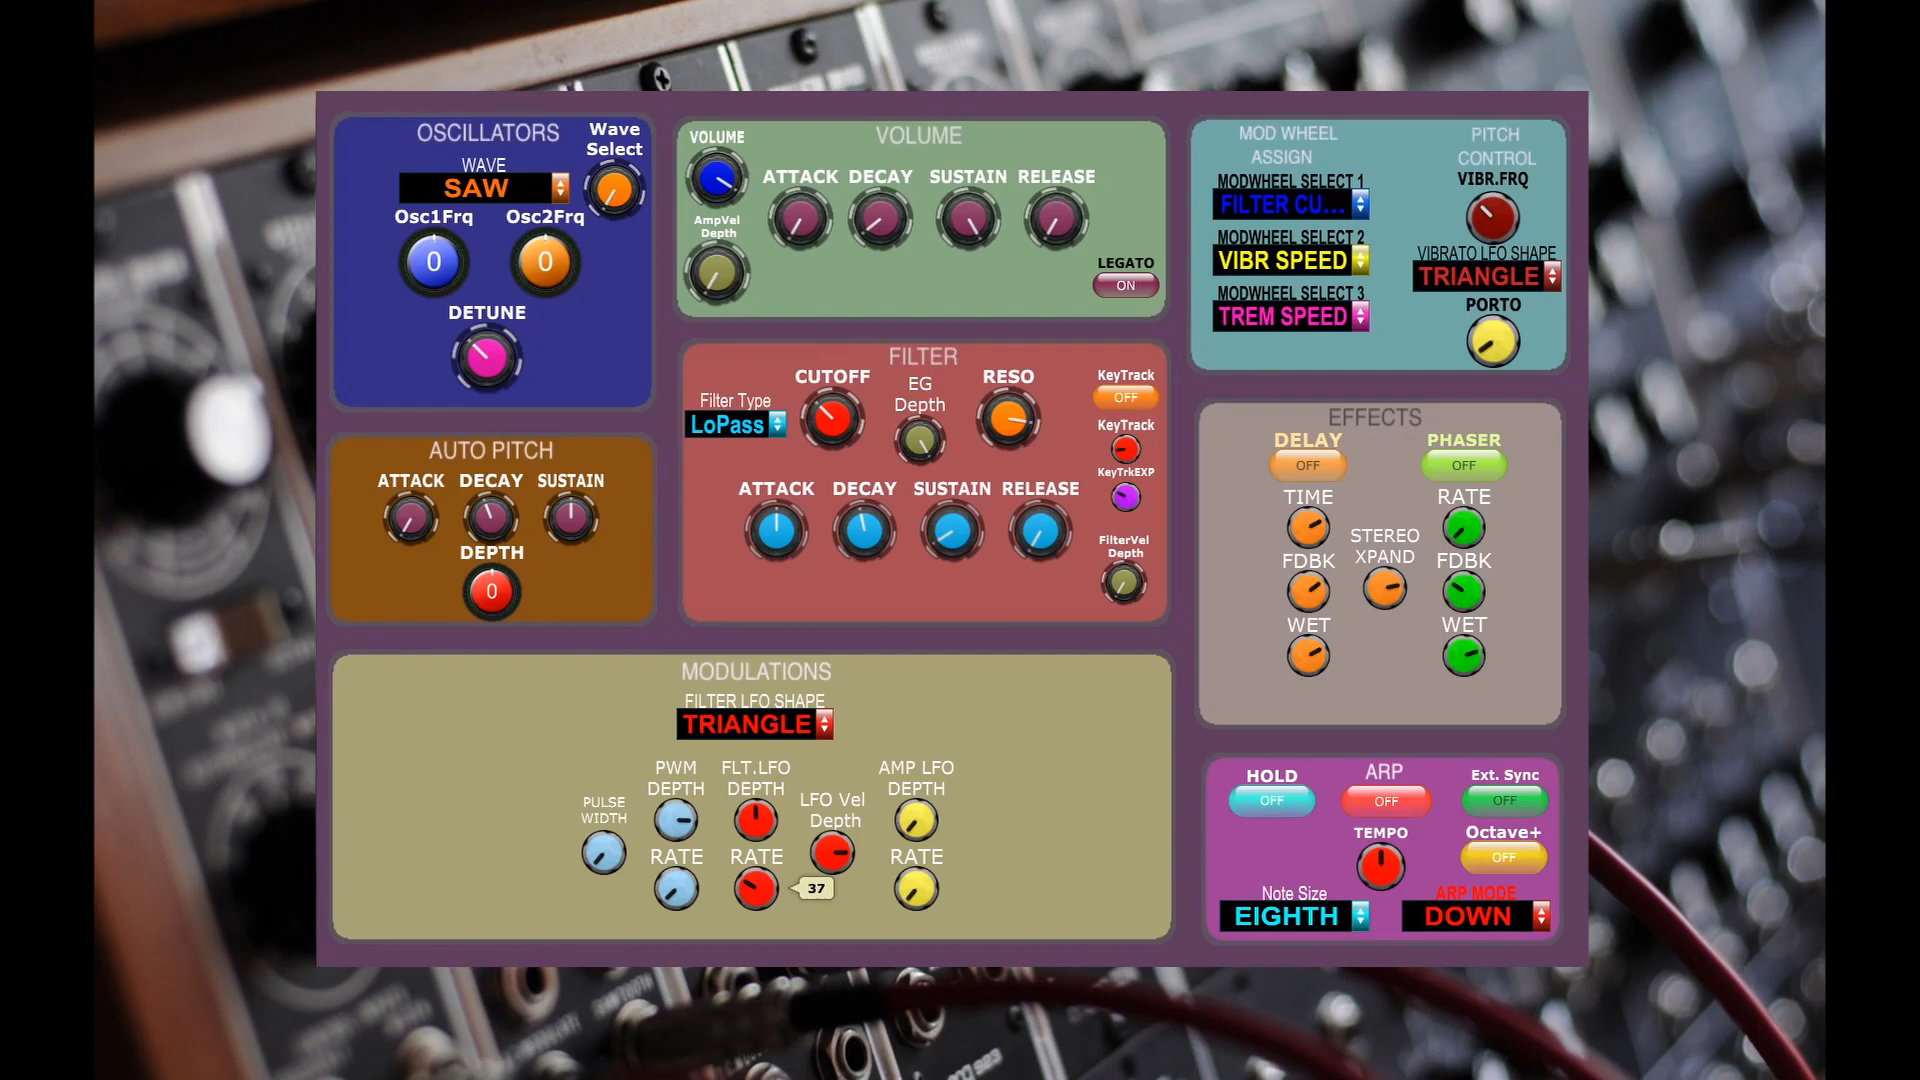 OSCILLATORS
Wave
Select
WAVE
SAW
Osc1Frq
Osc2Frq
0
0
DETUNE
AUTO PITCH
ATTACK DECAY SUSTAIN
DEPTH
0
VOLUME
VOLUME
ATTACK DECAY SUSTAIN RELEASE
AmpVel
Depth
LEGATO
ON
FILTER
Filter Type
LoPass
CUTOFF
EG
Depth
RESO
KeyTrack
OFF
KeyTrack
KeyTrkEXP
ATTACK DECAY SUSTAIN RELEASE
FilterVel
Depth
MOD WHEEL
ASSIGN
MODWHEEL SELECT 1
FILTER CU...
MODWHEEL SELECT 2
VIBR SPEED
MODWHEEL SELECT 3
TREM SPEED
PITCH
CONTROL
VIBR.FRQ
VIBRATO LFO SHAPE
TRIANGLE
PORTO
EFFECTS
DELAY
OFF
TIME
FDBK
WET
STEREO
XPAND
PHASER
OFF
RATE
FDBK
WET
MODULATIONS
FILTER LFO SHAPE
TRIANGLE
PULSE
WIDTH
PWM
DEPTH
RATE
FLT.LFO
DEPTH
RATE
37
LFO Vel
Depth
AMP LFO
DEPTH
RATE
HOLD
OFF
ARP
OFF
Ext. Sync
OFF
TEMPO
Octave+
OFF
Note Size
EIGHTH
ARP MODE
DOWN